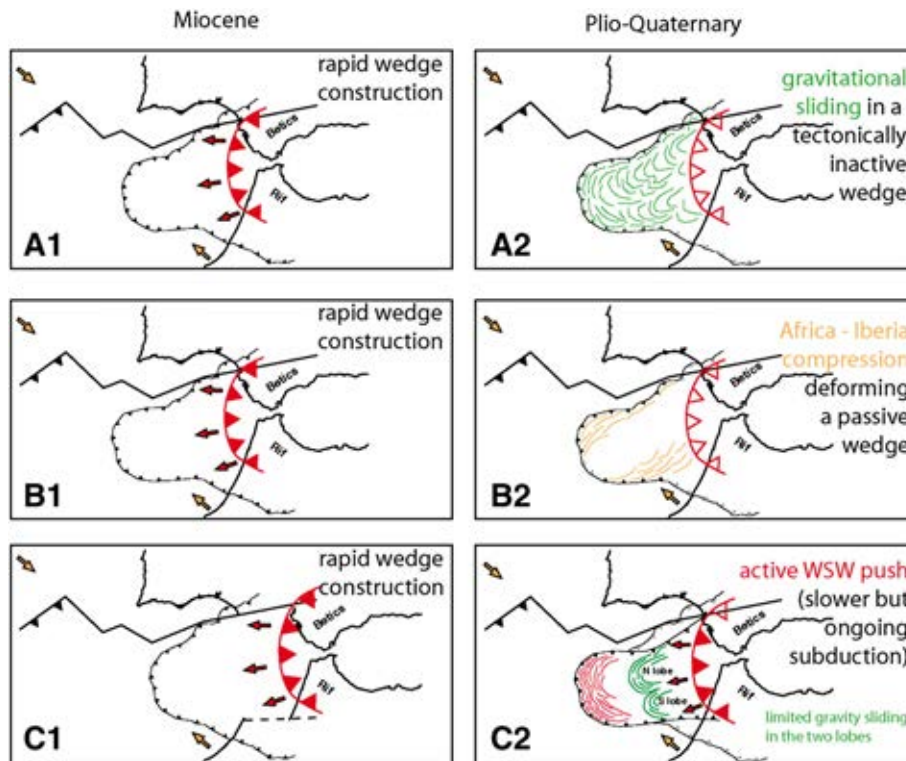 Miocene
Plio-Quaternary
rapid wedge
construction
Betics
Rif
A1
gravitational
sliding in a
tectonically
inactive
wedge
Betics
Rif
A2
rapid wedge
construction
Betics
Rif
B1
Africa - Iberia
compression
deforming
a passive
wedge
Betics
Rif
B2
rapid wedge
construction
Betics
Rif
C1
active WSW push
(slower but
ongoing
subduction)
Betics
N lobe
S lobe
Rif
limited gravity sliding
in the two lobes
C2